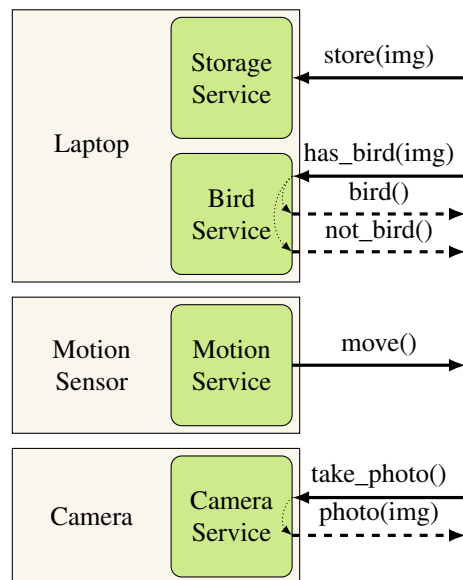 Laptop
Storage
Service
store(img)
Bird
Service
has_bird(img)
bird()
not_bird()
Motion
Sensor
Motion
Service
move()
Camera
Camera
Service
take_photo()
photo(img)